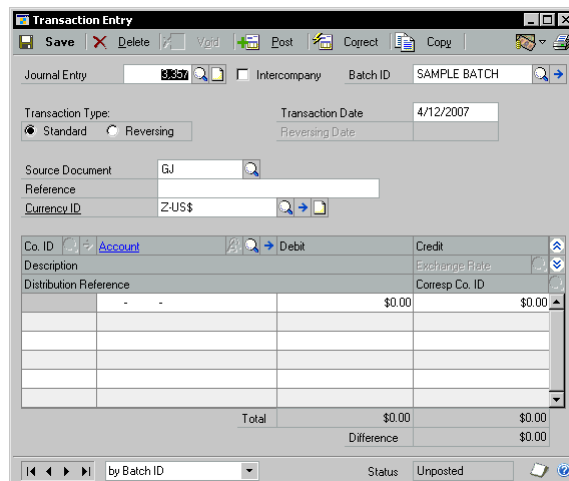 Transaction Entry
Save Delete Void Post Correct Copy
Journal Entry 3,357 Intercompany Batch ID SAMPLE BATCH
Transaction Type: Transaction Date 4/12/2007
Standard Reversing Reversing Date
Source Document GJ
Reference
Currency ID Z-US$
Co. ID Account Debit Credit
Description Exchange Rate
Distribution Reference Corresp Co. ID
- - $0.00 $0.00
Total $0.00 $0.00
Difference $0.00
by Batch ID Status Unposted